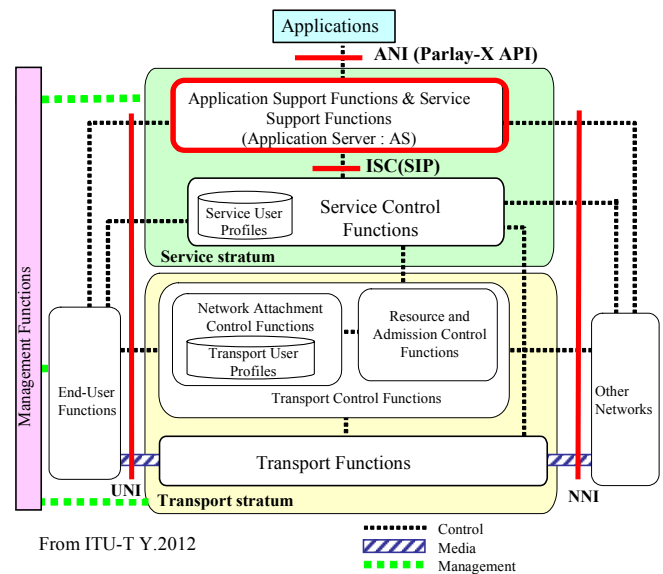 Applications
ANI (Parlay-X API)
Application Support Functions & Service
Support Functions
(Application Server : AS)
ISC(SIP)
Service User
Profiles
Service Control
Functions
Service stratum
Management Functions
Network Attachment
Control Functions
Transport User
Profiles
Resource and
Admission Control
Functions
Transport Control Functions
End-User
Functions
Other
Networks
Transport Functions
UNI
Transport stratum
NNI
From ITU-T Y.2012
Control
Media
Management